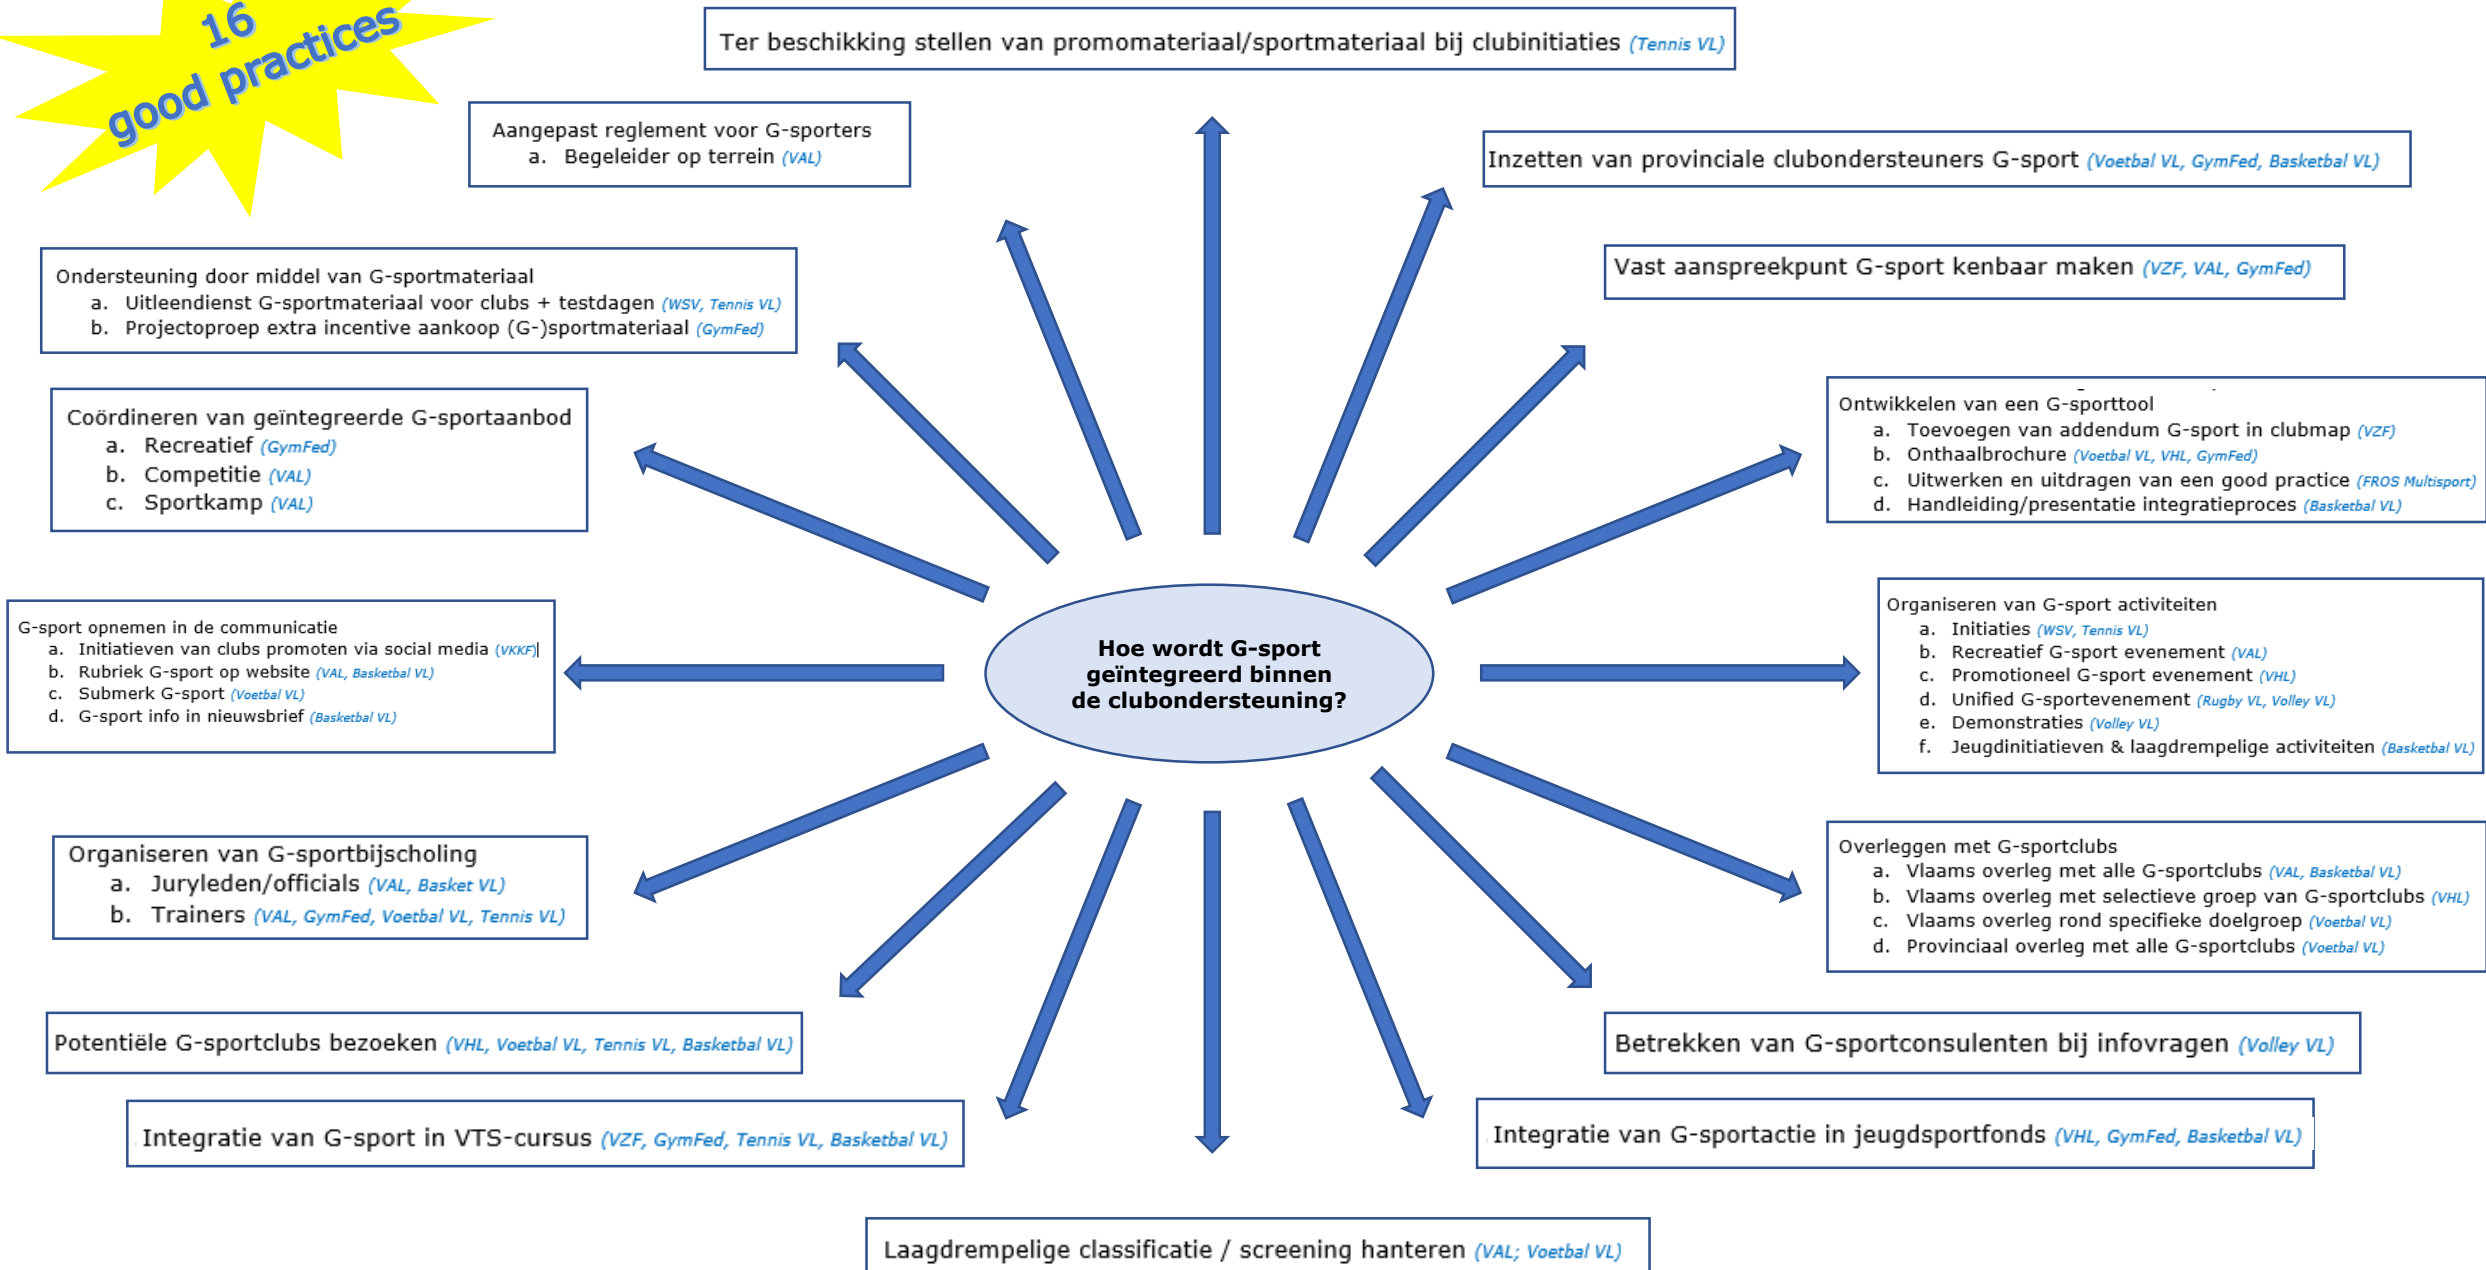 16
good practices
Ter beschikking stellen van promomateriaal/sportmateriaal bij clubinitiaties (Tennis VL)
Aangepast reglement voor G-sporters
a. Begeleider op terrein (VAL)
Inzetten van provinciale clubondersteuners G-sport (Voetbal VL, GymFed, Basketbal VL)
Ondersteuning door middel van G-sportmateriaal
a. Uitleendienst G-sportmateriaal voor clubs + testdagen (WSV, Tennis VL)
b. Projectoproep extra incentive aankoop (G-)sportmateriaal (GymFed)
Vast aanspreekpunt G-sport kenbaar maken (VZF, VAL, GymFed)
Coördineren van geïntegreerde G-sportaanbod
a. Recreatief (GymFed)
b. Competitie (VAL)
c. Sportkamp (VAL)
Ontwikkelen van een G-sporttool
a. Toevoegen van addendum G-sport in clubmap (VZF)
b. Onthaalbrochure (Voetbal VL, VHL, GymFed)
c. Uitwerken en uitdragen van een good practice (FROS Multisport)
d. Handleiding/presentatie integratieproces (Basketbal VL)
G-sport opnemen in de communicatie
a. Initiatieven van clubs promoten via social media (VKKF)
b. Rubriek G-sport op website (VAL, Basketbal VL)
c. Submerk G-sport (Voetbal VL)
d. G-sport info in nieuwsbrief (Basketbal VL)
Hoe wordt G-sport
geïntegreerd binnen
de clubondersteuning?
Organiseren van G-sport activiteiten
a. Initiaties (WSV, Tennis VL)
b. Recreatief G-sport evenement (VAL)
c. Promotioneel G-sport evenement (VHL)
d. Unified G-sportevenement (Rugby VL, Volley VL)
e. Demonstraties (Volley VL)
f. Jeugdinitiatieven & laagdrempelige activiteiten (Basketbal VL)
Organiseren van G-sportbijscholing
a. Juryleden/officials (VAL, Basket VL)
b. Trainers (VAL, GymFed, Voetbal VL, Tennis VL)
Overleggen met G-sportclubs
a. Vlaams overleg met alle G-sportclubs (VAL, Basketbal VL)
b. Vlaams overleg met selectieve groep van G-sportclubs (VHL)
c. Vlaams overleg rond specifieke doelgroep (Voetbal VL)
d. Provinciaal overleg met alle G-sportclubs (Voetbal VL)
Potentiële G-sportclubs bezoeken (VHL, Voetbal VL, Tennis VL, Basketbal VL)
Betrekken van G-sportconsulenten bij infovragen (Volley VL)
Integratie van G-sport in VTS-cursus (VZF, GymFed, Tennis VL, Basketbal VL)
Integratie van G-sportactie in jeugdsportfonds (VHL, GymFed, Basketbal VL)
Laagdrempelige classificatie / screening hanteren (VAL; Voetbal VL)